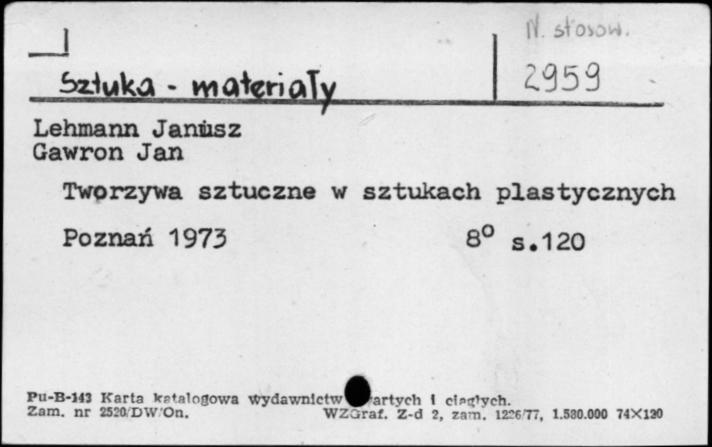 N. stosow.
Sztuka - materiały
2959
Lehmann Janusz
Gawron Jan
Tworzywa sztuczne w sztukach plastycznych
Poznań 1973 8° s.120
Pu-B-143 Karta katalogowa wydawnictw artych i ciągłych.
Zam. nr 2520/DW/On. WZGraf. Z-d 2, zam. 1226/77, 1.580.000 74X120